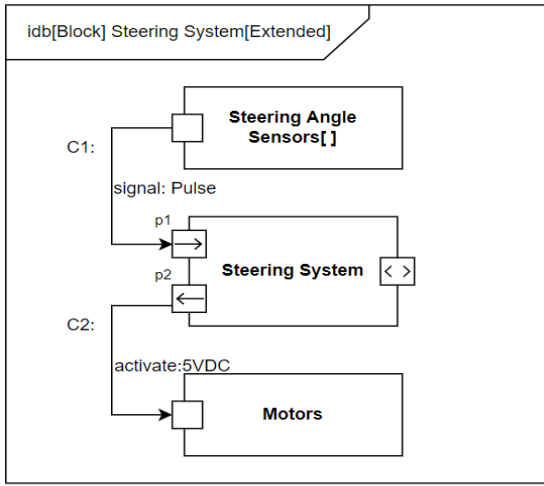 idb[Block] Steering System[Extended]
Steering Angle
Sensors[ ]
C1:
signal: Pulse
p1
p2
Steering System
< >
C2:
activate:5VDC
Motors